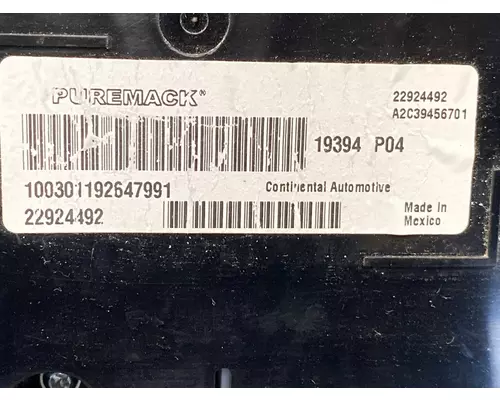 PUREMACK®
22924492
A2C39456701
19394 P04
100301192647991
Continental Automotive
22924492
Made In
Mexico